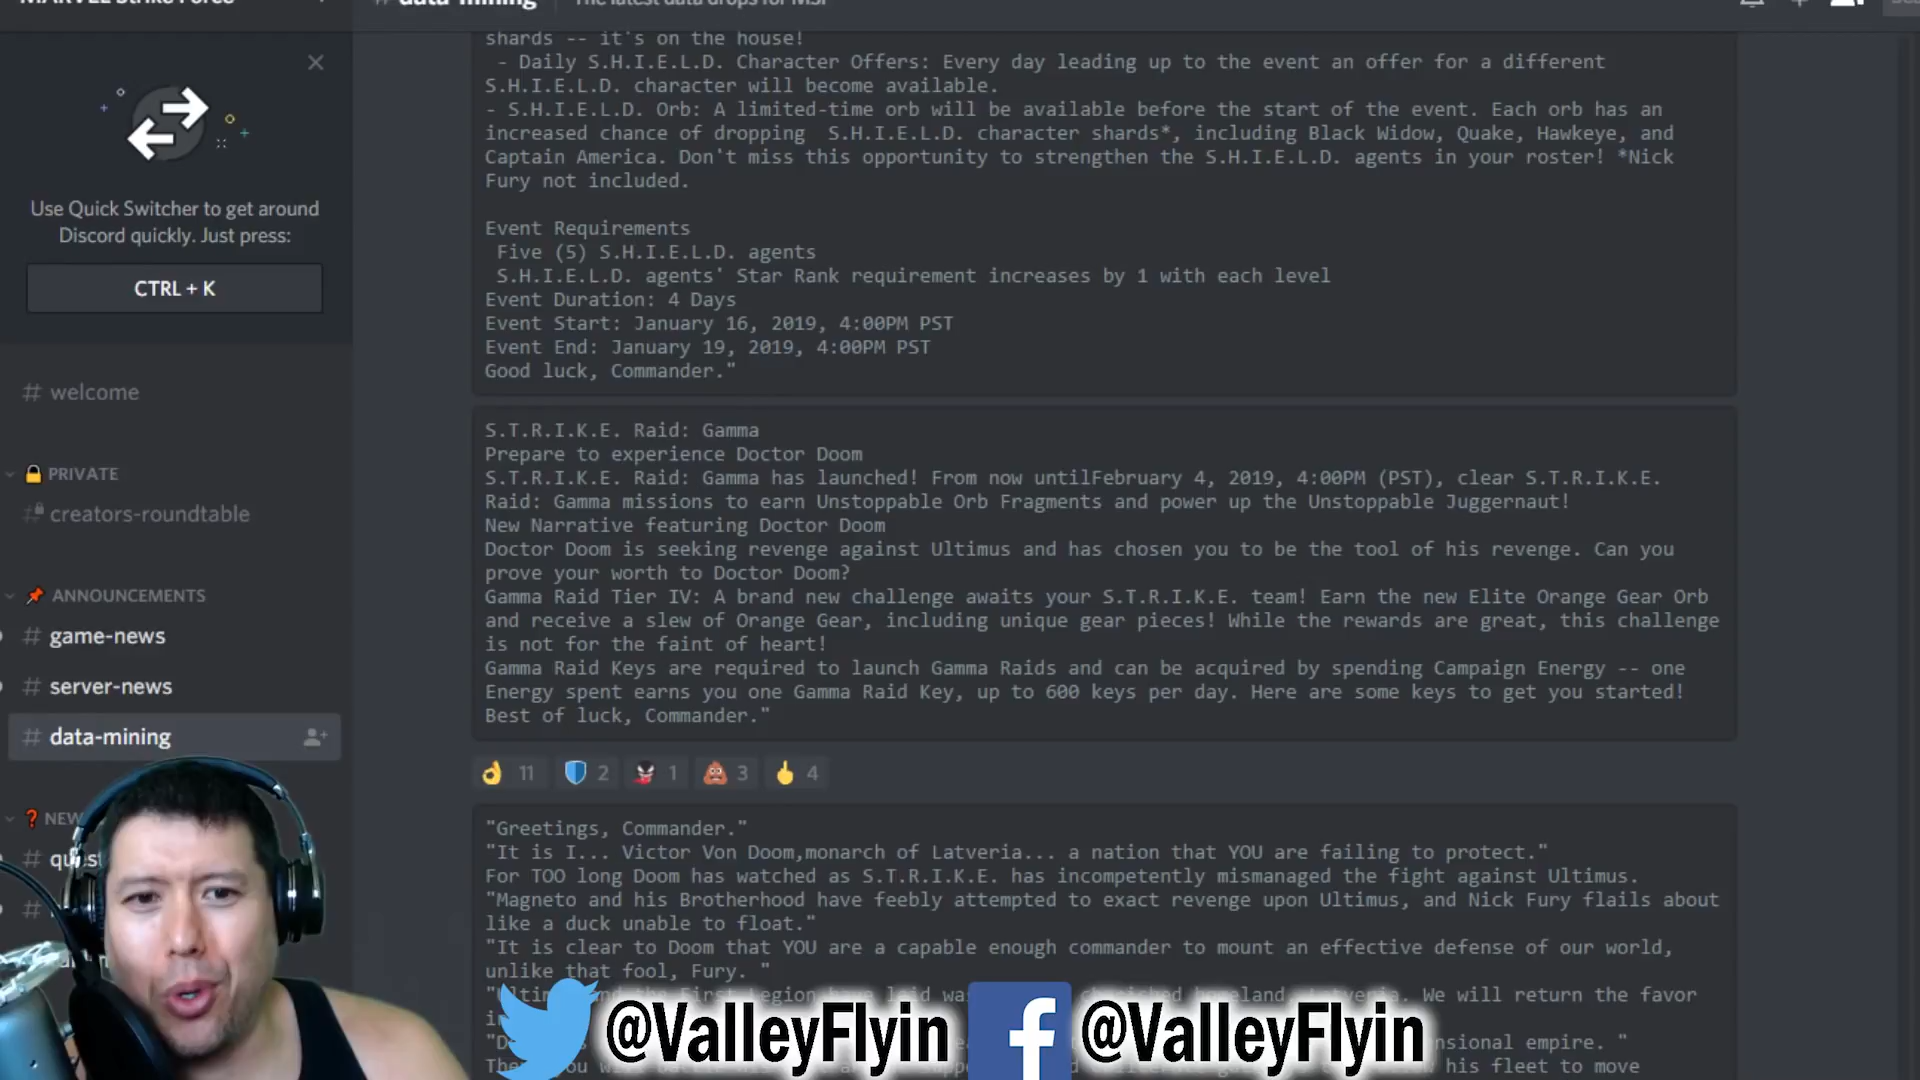 MARVEL Strike Force
# data-mining
The latest data drops for MSF
Use Quick Switcher to get around
Discord quickly. Just press:
CTRL + K
# welcome
PRIVATE
creators-roundtable
ANNOUNCEMENTS
# game-news
# server-news
# data-mining
NEW
# quest
#
shards -- it's on the house!
- Daily S.H.I.E.L.D. Character Offers: Every day leading up to the event an offer for a different
S.H.I.E.L.D. character will become available.
- S.H.I.E.L.D. Orb: A limited-time orb will be available before the start of the event. Each orb has an
increased chance of dropping  S.H.I.E.L.D. character shards*, including Black Widow, Quake, Hawkeye, and
Captain America. Don't miss this opportunity to strengthen the S.H.I.E.L.D. agents in your roster! *Nick
Fury not included.
Event Requirements
Five (5) S.H.I.E.L.D. agents
S.H.I.E.L.D. agents' Star Rank requirement increases by 1 with each level
Event Duration: 4 Days
Event Start: January 16, 2019, 4:00PM PST
Event End: January 19, 2019, 4:00PM PST
Good luck, Commander."
S.T.R.I.K.E. Raid: Gamma
Prepare to experience Doctor Doom
S.T.R.I.K.E. Raid: Gamma has launched! From now untilFebruary 4, 2019, 4:00PM (PST), clear S.T.R.I.K.E.
Raid: Gamma missions to earn Unstoppable Orb Fragments and power up the Unstoppable Juggernaut!
New Narrative featuring Doctor Doom
Doctor Doom is seeking revenge against Ultimus and has chosen you to be the tool of his revenge. Can you
prove your worth to Doctor Doom?
Gamma Raid Tier IV: A brand new challenge awaits your S.T.R.I.K.E. team! Earn the new Elite Orange Gear Orb
and receive a slew of Orange Gear, including unique gear pieces! While the rewards are great, this challenge
is not for the faint of heart!
Gamma Raid Keys are required to launch Gamma Raids and can be acquired by spending Campaign Energy -- one
Energy spent earns you one Gamma Raid Key, up to 600 keys per day. Here are some keys to get you started!
Best of luck, Commander."
11 2 1 3 4
"Greetings, Commander."
"It is I... Victor Von Doom,monarch of Latveria... a nation that YOU are failing to protect."
For TOO long Doom has watched as S.T.R.I.K.E. has incompetently mismanaged the fight against Ultimus.
"Magneto and his Brotherhood have feebly attempted to exact revenge upon Ultimus, and Nick Fury flails about
like a duck unable to float."
"It is clear to Doom that YOU are a capable enough commander to mount an effective defense of our world,
unlike that fool, Fury. "
First Legion have homeland We will return the favor
empire. "
his fleet to move
@ValleyFlyin
@ValleyFlyin